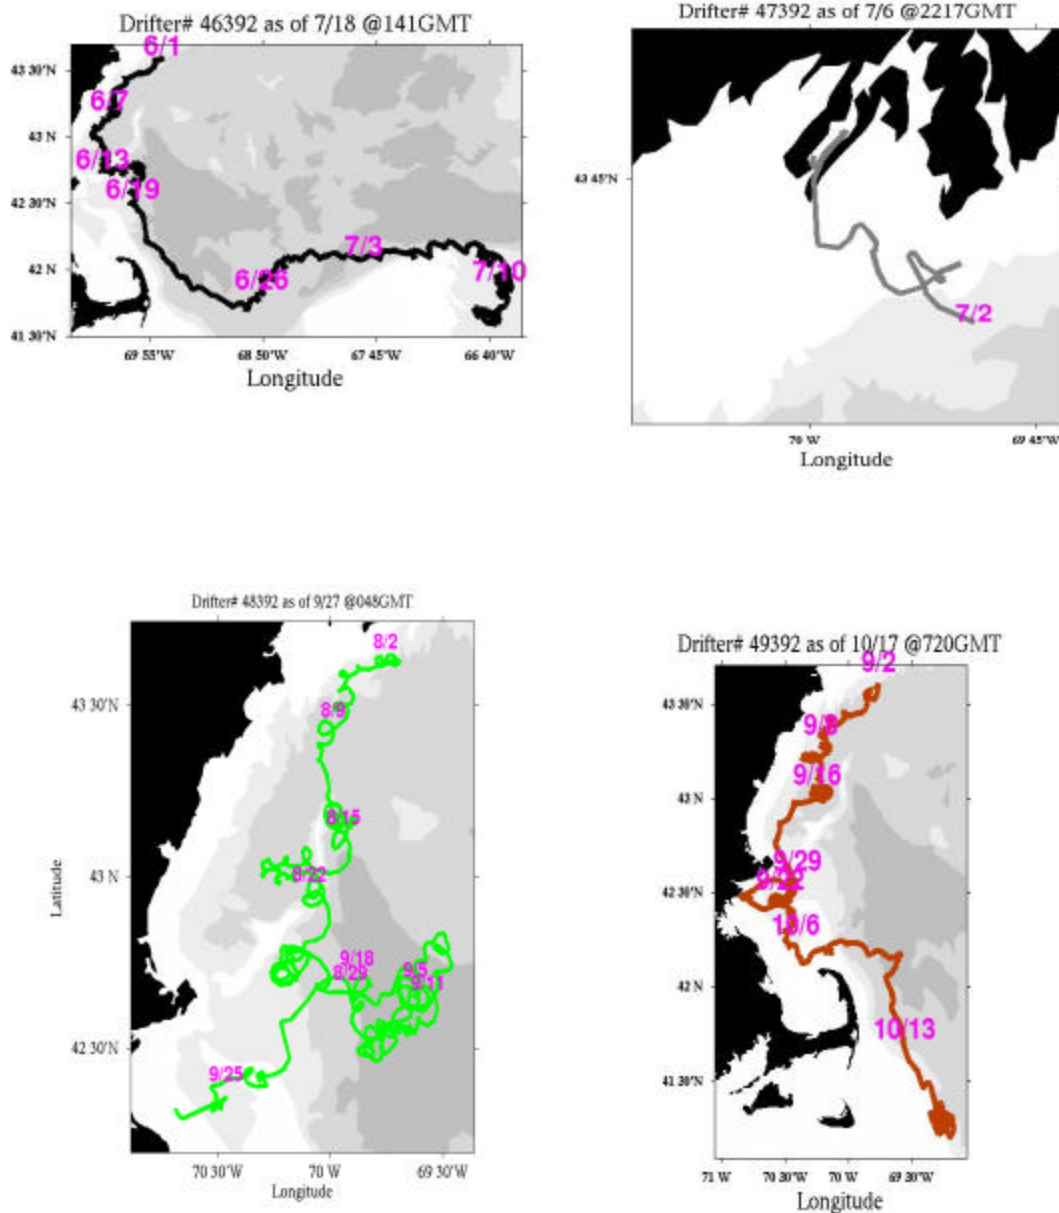 Drifter# 46392 as of 7/18 @141GMT
6/1
43 30'N
6/7
43 N
6/13
6/19
42 30'N
7/3
42 N
6/26
7/10
41 30'N
69 55'W 68 50'W 67 45'W 66 40'W
Longitude
Drifter# 47392 as of 7/6 @2217GMT
43 45'N
7/2
70 W 69 45'W
Longitude
Drifter# 48392 as of 9/27 @048GMT
8/2
43 30'N
8/9
8/15
43 N
8/22
Latitude
9/18
8/29
9/5
9/11
42 30'N
9/25
70 30'W 70 W 69 30'W
Longitude
Drifter# 49392 as of 10/17 @720GMT
9/2
43 30'N
9/8
9/16
43 N
9/29
9/22
42 30'N
10/6
42 N
10/13
41 30'N
71 W 70 30'W 70 W 69 30'W
Longitude